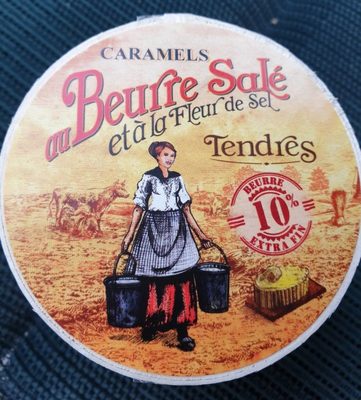 CARAMELS
au Beurre Salé
et à la Fleur de Sel
Tendres
BEURRE
10%
EXTRA FIN